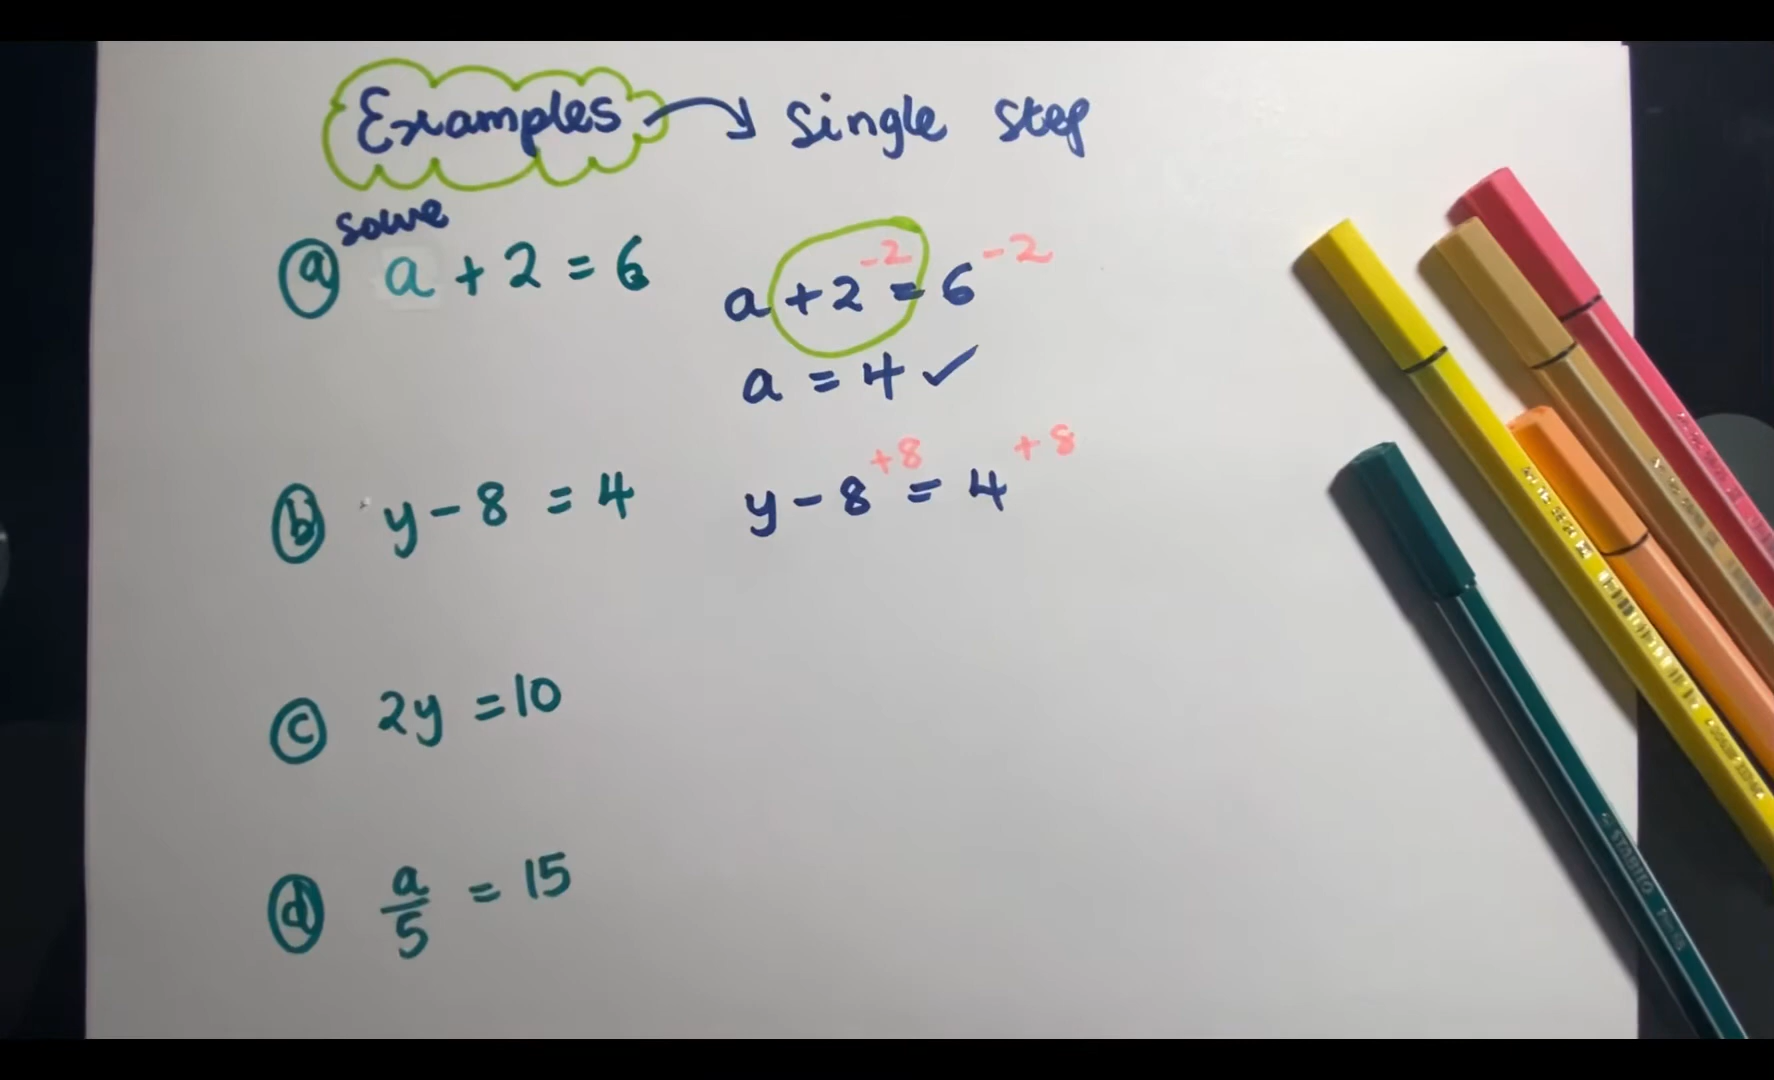 Examples → single step
solve
a a + 2 = 6
a + 2 -2 = 6 -2
a = 4 ✓
b y - 8 = 4
y - 8 +8 = 4 +8
c 2y = 10
d a/5 = 15
STABILO